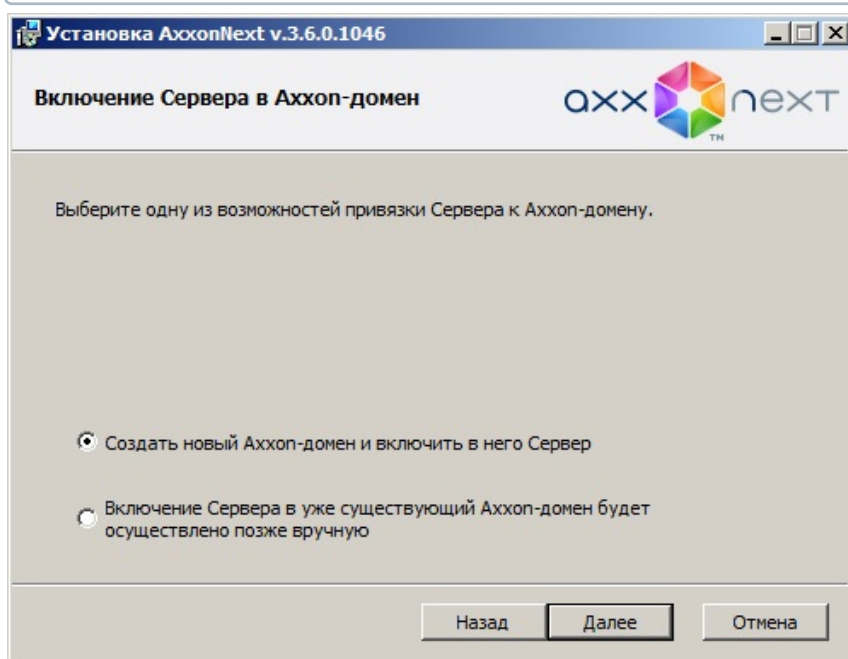 Установка AxxonNext v.3.6.0.1046
Включение Сервера в Axxon-домен
axxnext
TM
Выберите одну из возможностей привязки Сервера к Axxon-домену.
Создать новый Axxon-домен и включить в него Сервер
Включение Сервера в уже существующий Axxon-домен будет
осуществлено позже вручную
Назад Далее Отмена